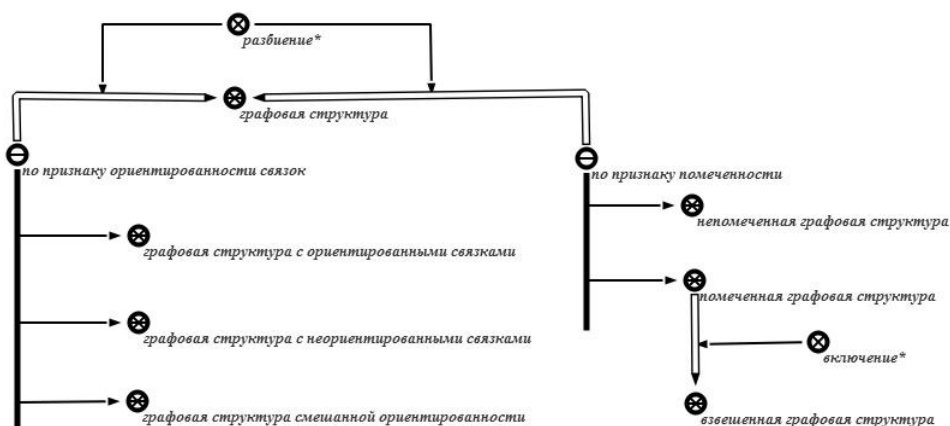 разбиение*
графовая структура
по признаку ориентированности связок
по признаку помеченности
непомеченная графовая структура
графовая структура с ориентированными связками
помеченная графовая структура
графовая структура с неориентированными связками
включение*
графовая структура смешанной ориентированности
взвешенная графовая структура